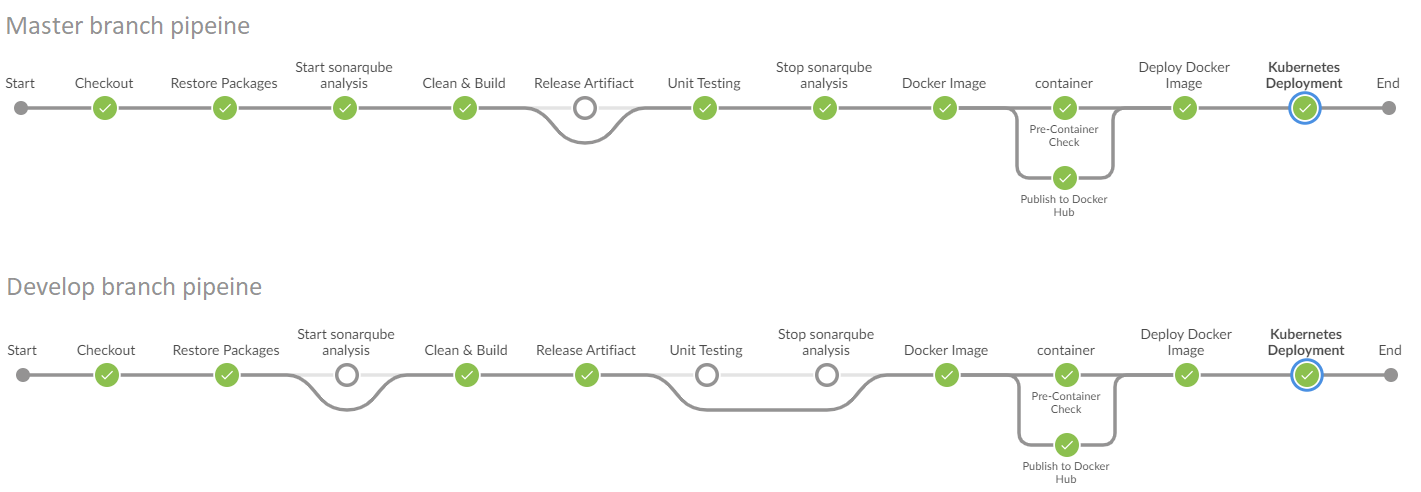 Master branch pipeine
Start
Checkout
Restore Packages
Start sonarqube
analysis
Clean & Build
Release Artifiact
Unit Testing
Stop sonarqube
analysis
Docker Image
container
Deploy Docker
Image
Kubernetes
Deployment
End
Pre-Container
Check
Publish to Docker
Hub
Develop branch pipeine
Start
Checkout
Restore Packages
Start sonarqube
analysis
Clean & Build
Release Artifiact
Unit Testing
Stop sonarqube
analysis
Docker Image
container
Deploy Docker
Image
Kubernetes
Deployment
End
Pre-Container
Check
Publish to Docker
Hub